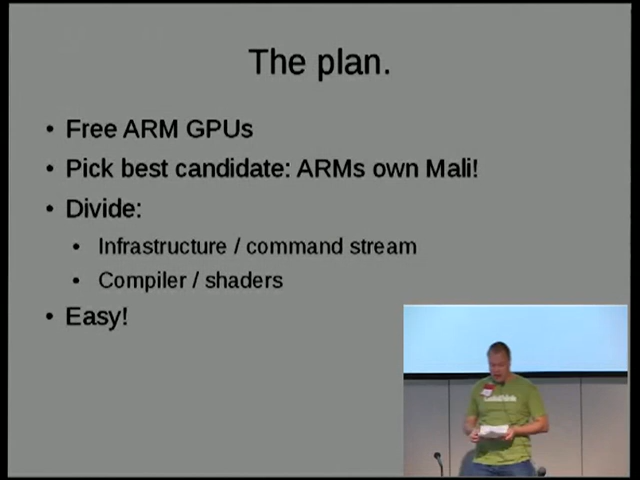 The plan.
• Free ARM GPUs
• Pick best candidate: ARMs own Mali!
• Divide:
• Infrastructure / command stream
• Compiler / shaders
• Easy!